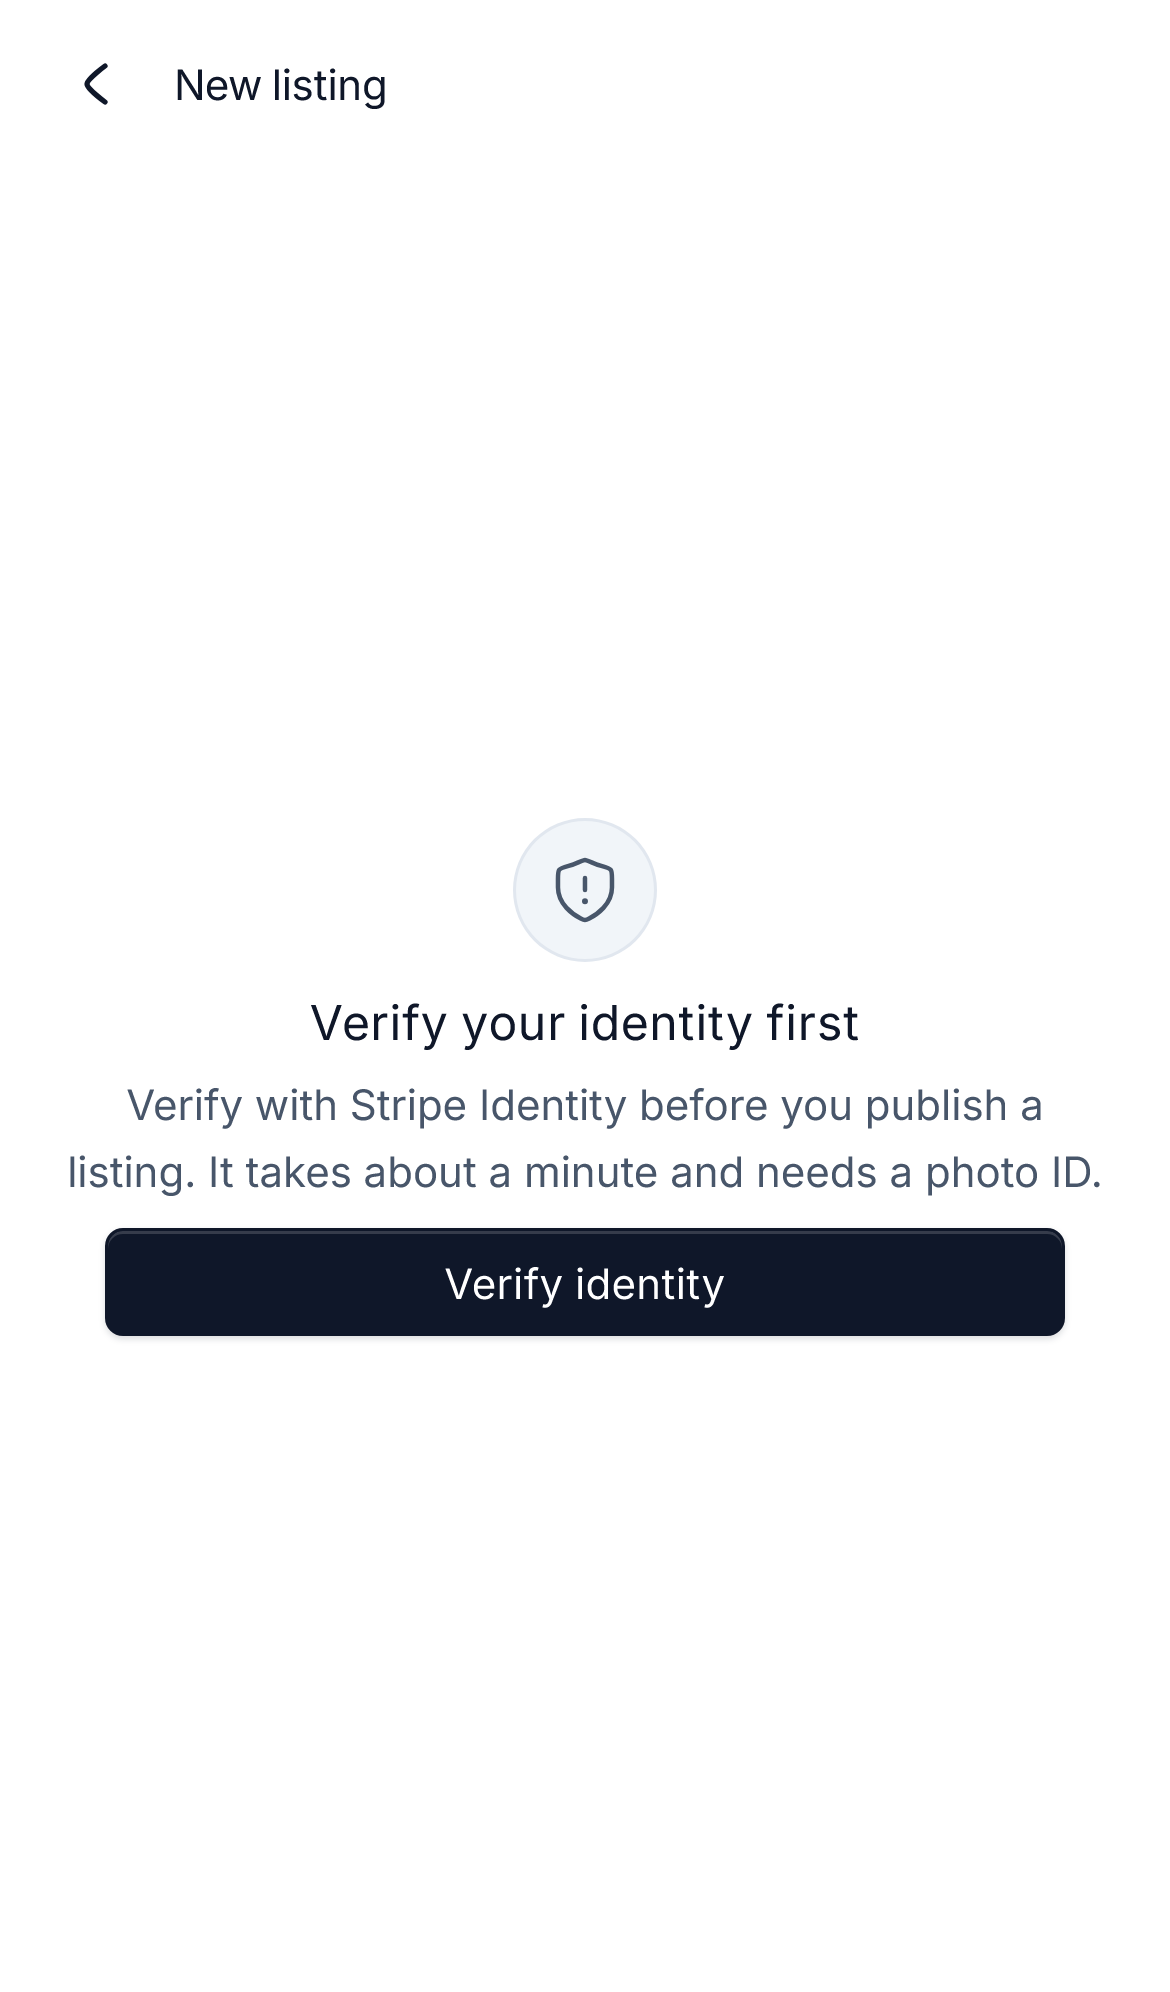 New listing
Verify your identity first
Verify with Stripe Identity before you publish a
listing. It takes about a minute and needs a photo ID.
Verify identity